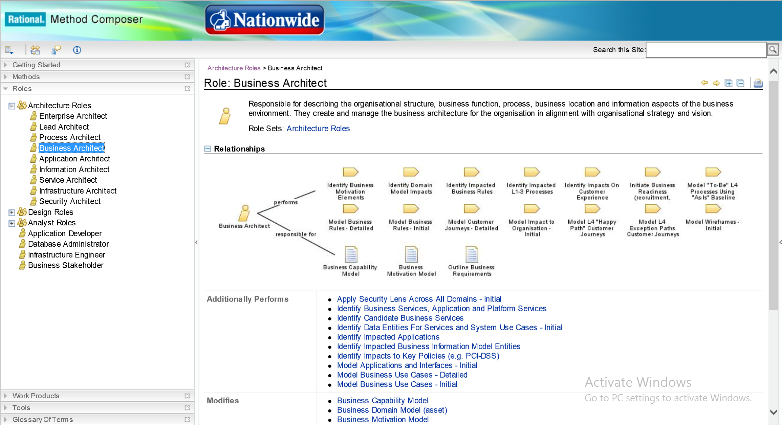 Rational. Method Composer
Nationwide
Search this Site:
Getting Started
Methods
Roles
Architecture Roles
Enterprise Architect
Lead Architect
Process Architect
Business Architect
Application Architect
Information Architect
Service Architect
Infrastructure Architect
Security Architect
Design Roles
Analyst Roles
Application Developer
Database Administrator
Infrastructure Engineer
Business Stakeholder
Work Products
Tools
Glossary Of Terms
Architecture Roles > Business Architect
Role: Business Architect
Responsible for describing the organisational structure, business function, process, business location and information aspects of the business
environment. They create and manage the business architecture for the organisation in alignment with organisational strategy and vision.
Role Sets Architecture Roles
Relationships
Business Architect
performs
responsible for
Identify Business
Motivation
Elements
Identify Domain
Model Impacts
Identify Impacted
Business Rules
Identify Impacted
L1-3 Processes
Identify Impacts On
Customer
Experience
Initiate Business
Readiness
(recruitment,
Model "To-Be" L4
Processes Using
"AsIs" Baseline
Model Business
Rules - Detailed
Model Business
Rules - Initial
Model Customer
Journeys - Detailed
Model Impact to
Organisation -
Initial
Model L4 "Happy
Path" Customer
Journeys
Model L4
Exception Paths
Customer Journeys
Model Wireframes -
Initial
Business Capability
Model
Business
Motivation Model
Outline Business
Requirements
Additionally Performs
Apply Security Lens Across All Domains - Initial
Identify Business Services, Application and Platform Services
Identify Candidate Business Services
Identify Data Entities For Services and System Use Cases - Initial
Identify Impacted Applications
Identify Impacted Business Information Model Entities
Identify Impacts to Key Policies (e.g. PCI-DSS)
Model Applications and Interfaces - Initial
Model Business Use Cases - Detailed
Model Business Use Cases - Initial
Modifies
Business Capability Model
Business Domain Model (asset)
Business Motivation Model
Activate Windows
Go to PC settings to activate Windows.